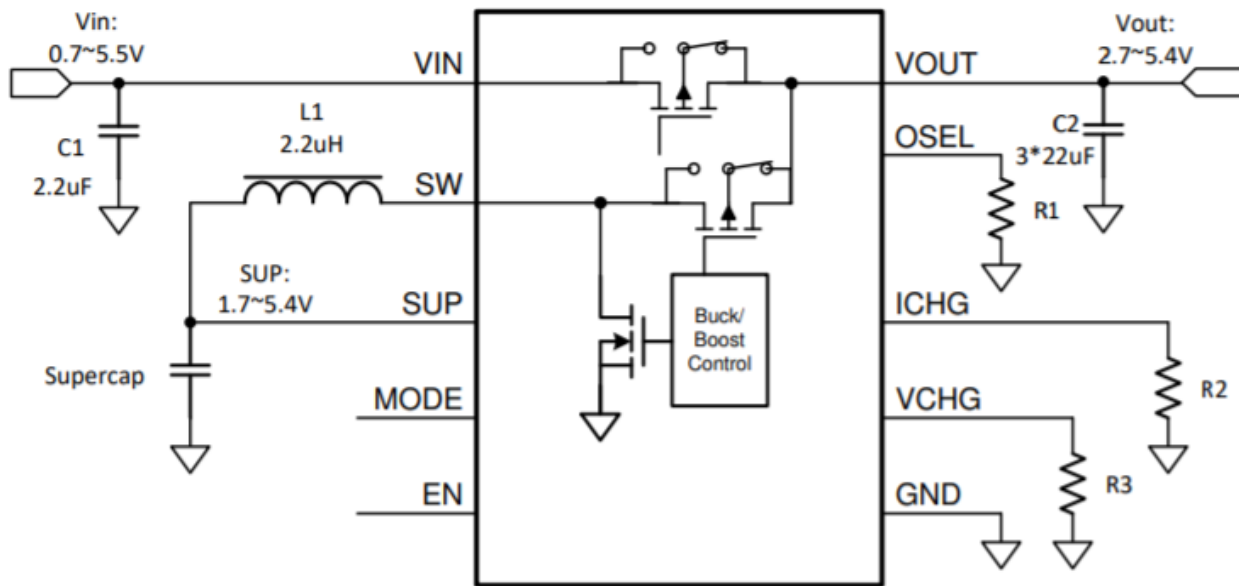 Vin:
0.7~5.5V
VIN
VOUT
Vout:
2.7~5.4V
C1
2.2uF
L1
2.2uH
SW
OSEL
C2
3*22uF
R1
SUP:
1.7~5.4V
SUP
Buck/
Boost
Control
ICHG
Supercap
R2
MODE
VCHG
R3
EN
GND